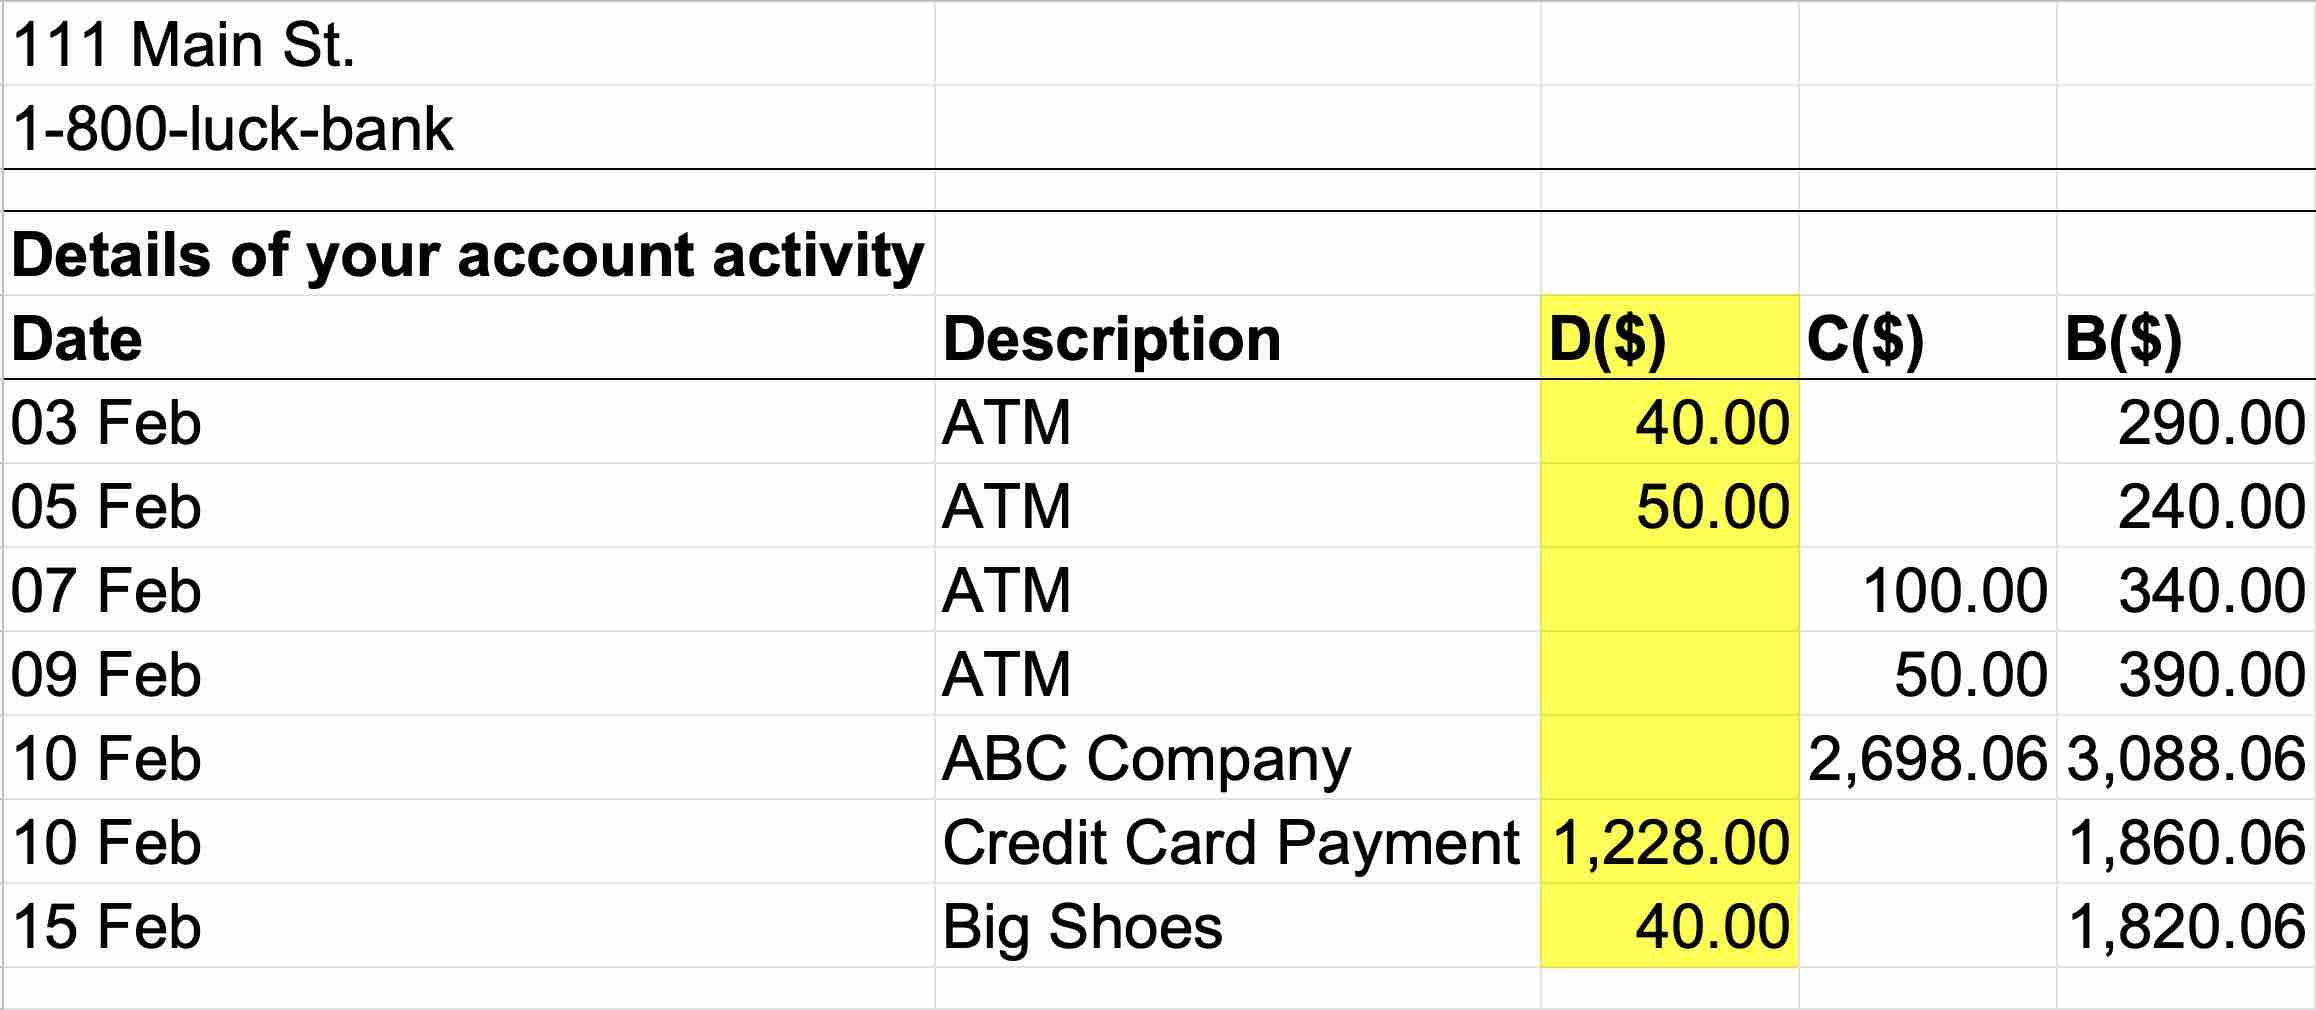 111 Main St.
1-800-luck-bank
Details of your account activity
Date Description D($) C($) B($)
03 Feb ATM 40.00 290.00
05 Feb ATM 50.00 240.00
07 Feb ATM 100.00 340.00
09 Feb ATM 50.00 390.00
10 Feb ABC Company 2,698.06 3,088.06
10 Feb Credit Card Payment 1,228.00 1,860.06
15 Feb Big Shoes 40.00 1,820.06